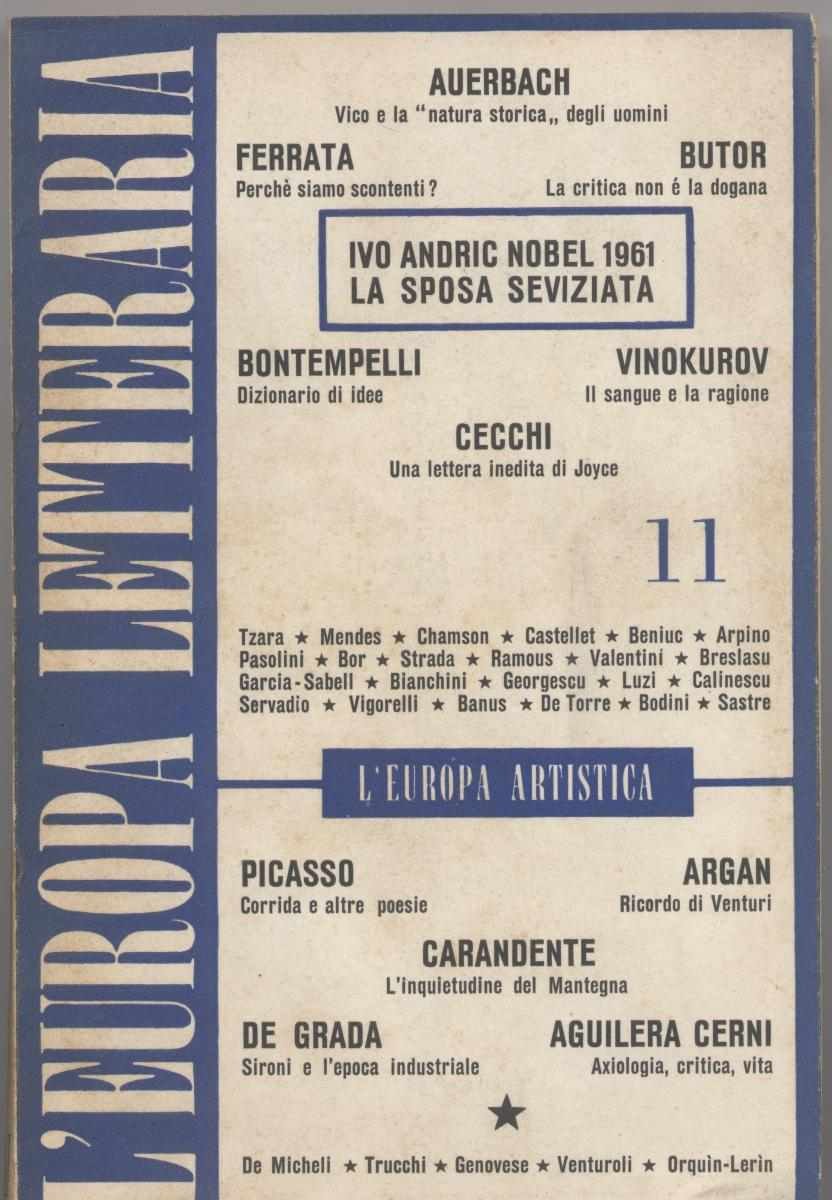 L'EUROPA LETTERARIA
AUERBACH
Vico e la “natura storica„ degli uomini
FERRATA
Perchè siamo scontenti?
BUTOR
La critica non é la dogana
IVO ANDRIC NOBEL 1961
LA SPOSA SEVIZIATA
BONTEMPELLI
Dizionario di idee
VINOKUROV
Il sangue e la ragione
CECCHI
Una lettera inedita di Joyce
11
Tzara ★ Mendes ★ Chamson ★ Castellet ★ Beniuc ★ Arpino
Pasolini ★ Bor ★ Strada ★ Ramous ★ Valentini ★ Breslasu
Garcia-Sabell ★ Bianchini ★ Georgescu ★ Luzi ★ Calinescu
Servadio ★ Vigorelli ★ Banus ★ De Torre ★ Bodini ★ Sastre
L'EUROPA ARTISTICA
PICASSO
Corrida e altre poesie
ARGAN
Ricordo di Venturi
CARANDENTE
L'inquietudine del Mantegna
DE GRADA
Sironi e l'epoca industriale
AGUILERA CERNI
Axiologia, critica, vita
★
De Micheli ★ Trucchi ★ Genovese ★ Venturoli ★ Orquìn-Lerìn